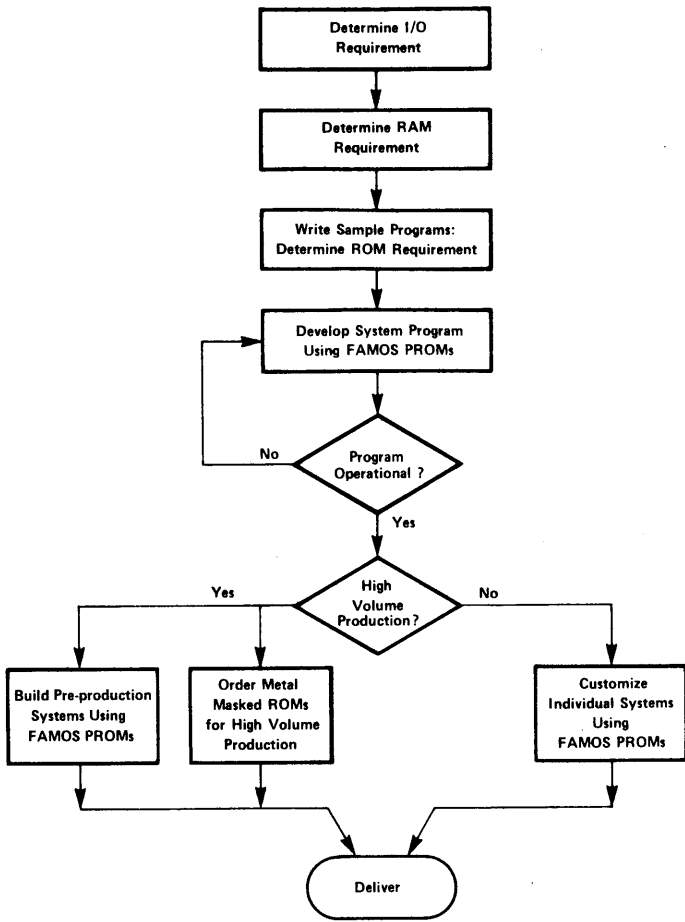 Determine I/O
Requirement
Determine RAM
Requirement
Write Sample Programs:
Determine ROM Requirement
Develop System Program
Using FAMOS PROMs
No
Program
Operational ?
Yes
High
Volume
Production?
Yes
No
Build Pre-production
Systems Using
FAMOS PROMs
Order Metal
Masked ROMs
for High Volume
Production
Customize
Individual Systems
Using
FAMOS PROMs
Deliver